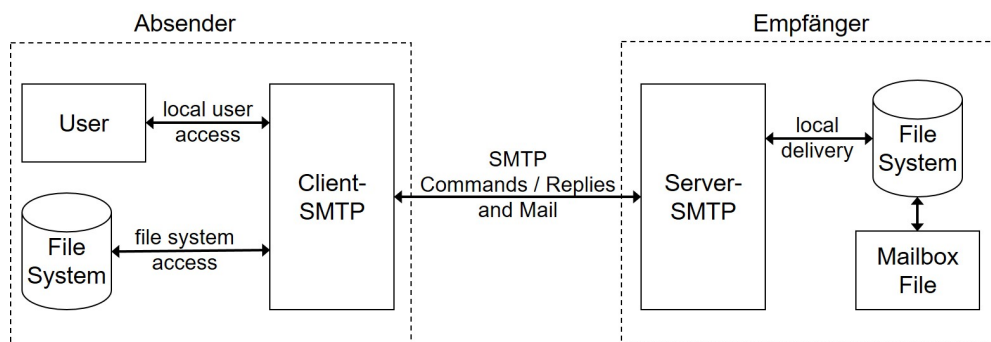 Absender
Empfänger
User
local user
access
File
System
file system
access
Client-
SMTP
SMTP
Commands / Replies
and Mail
Server-
SMTP
local
delivery
File
System
Mailbox
File